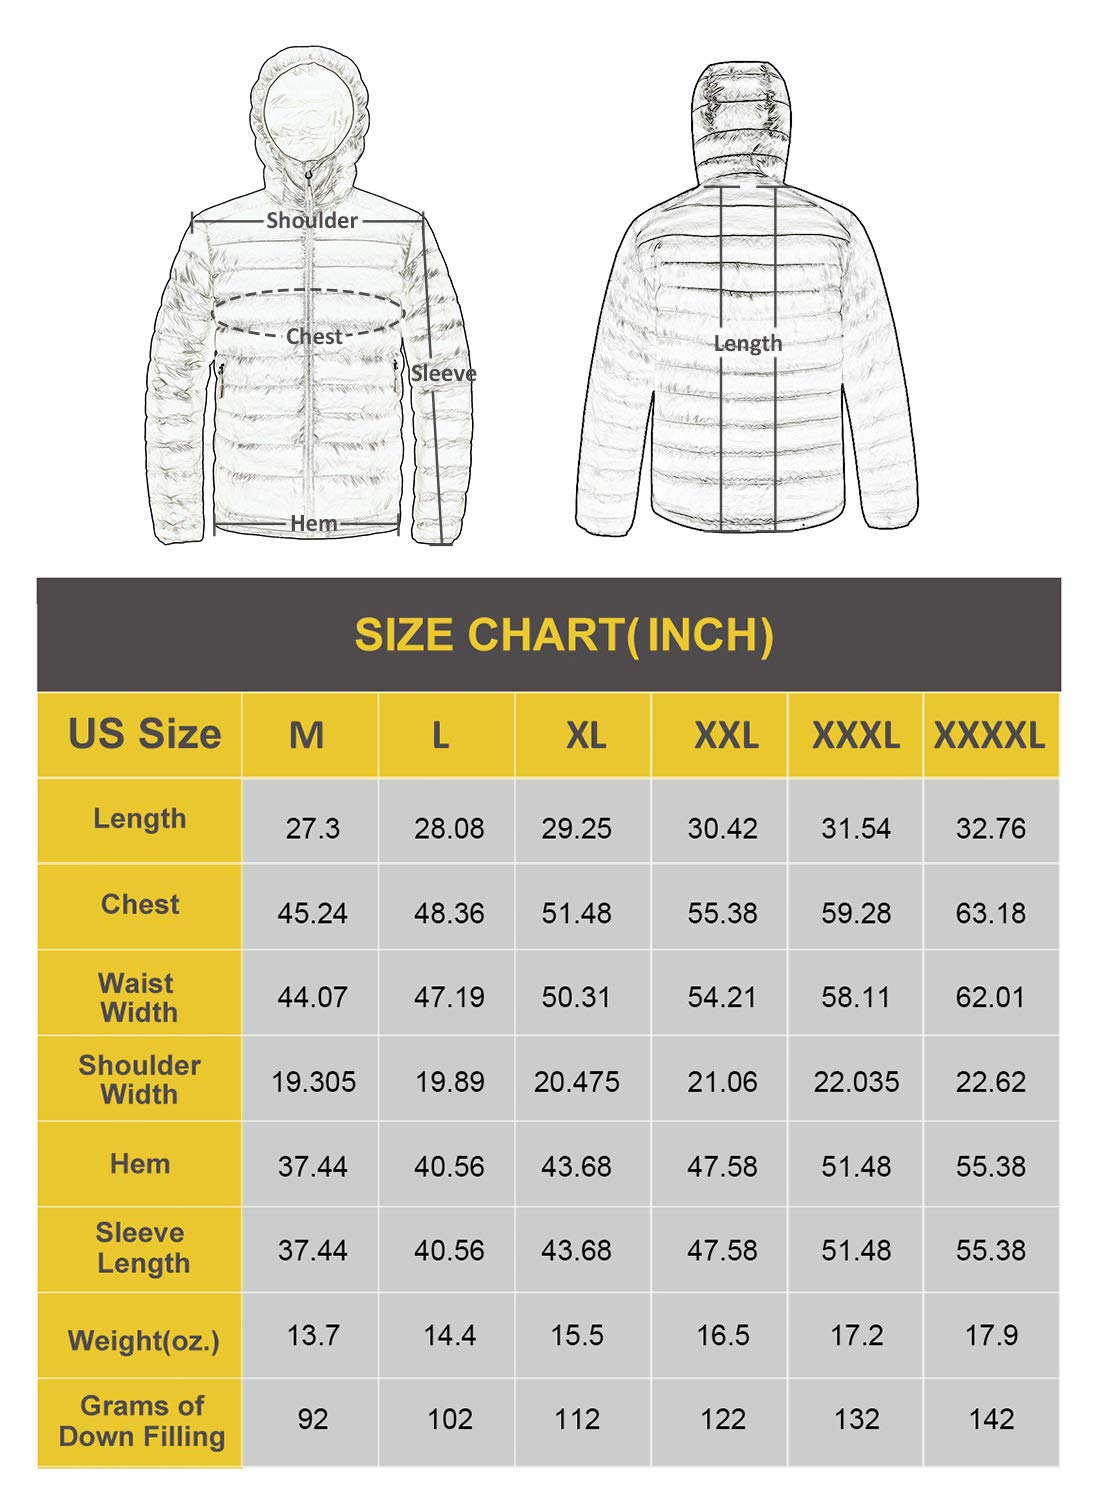 Shoulder
Chest
Sleeve
Hem
Length
SIZE CHART( INCH)
US Size M L XL XXL XXXL XXXXL
Length 27.3 28.08 29.25 30.42 31.54 32.76
Chest 45.24 48.36 51.48 55.38 59.28 63.18
Waist
Width 44.07 47.19 50.31 54.21 58.11 62.01
Shoulder
Width 19.305 19.89 20.475 21.06 22.035 22.62
Hem 37.44 40.56 43.68 47.58 51.48 55.38
Sleeve
Length 37.44 40.56 43.68 47.58 51.48 55.38
Weight(oz.) 13.7 14.4 15.5 16.5 17.2 17.9
Grams of
Down Filling 92 102 112 122 132 142